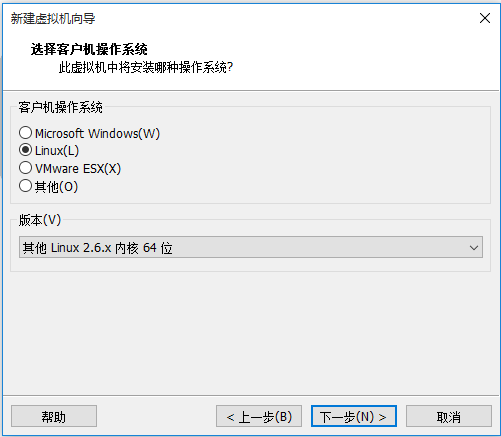 新建虚拟机向导
选择客户机操作系统
此虚拟机中将安装哪种操作系统?
客户机操作系统
Microsoft Windows(W)
Linux(L)
VMware ESX(X)
其他(O)
版本(V)
其他 Linux 2.6.x 内核 64 位
帮助
< 上一步(B)
下一步(N) >
取消